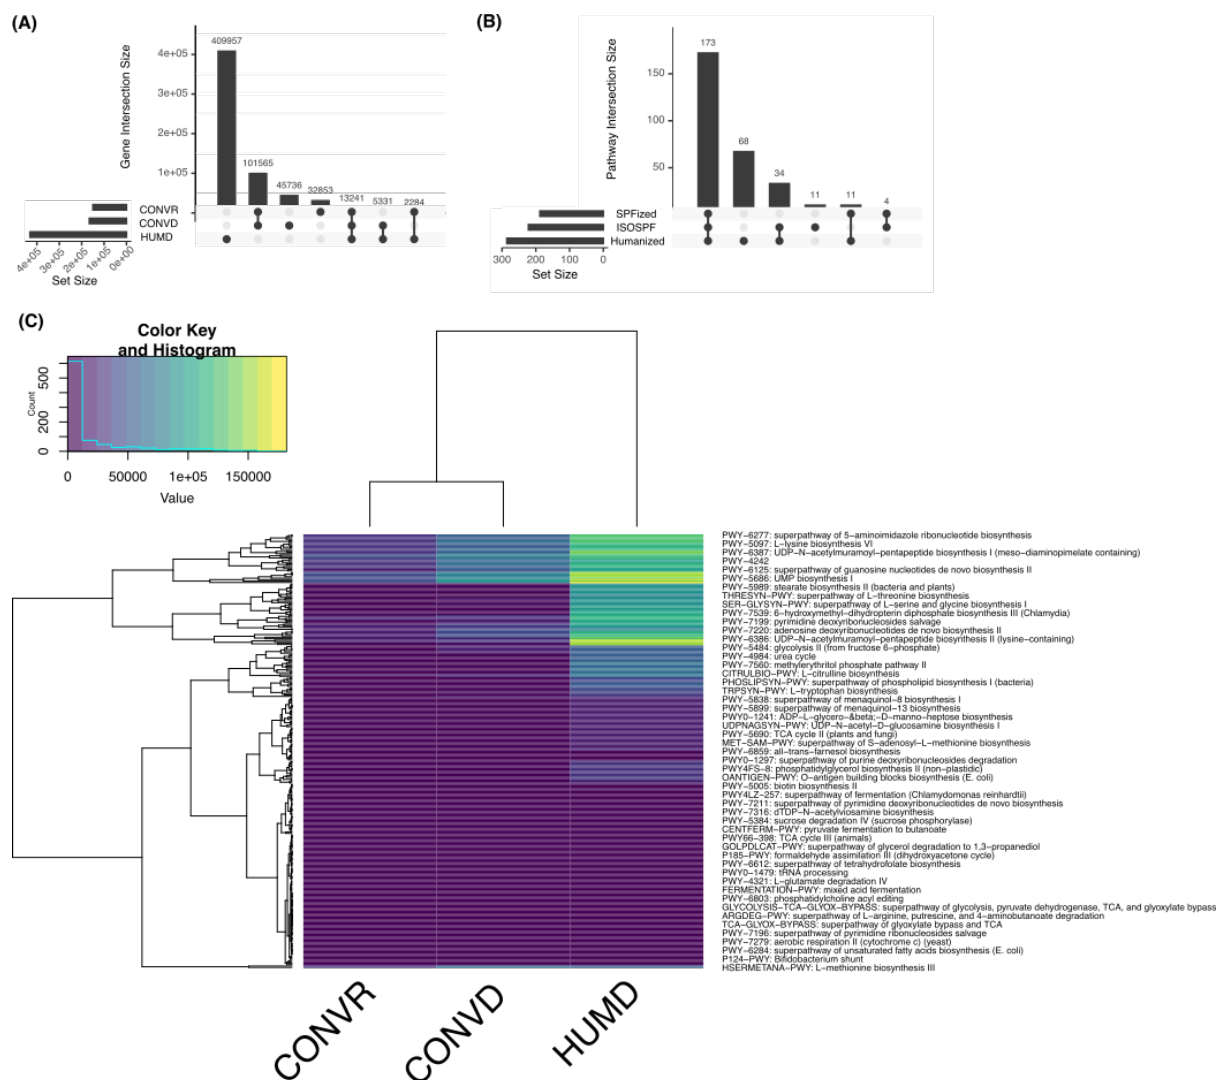 (A)
Gene Intersection Size
4e+05
3e+05
2e+05
1e+05
409957
101565
45736
32853
13241
5331
2284
CONVR
CONVD
HUMD
4e+05
3e+05
2e+05
1e+05
0e+00
Set Size
(B)
Pathway Intersection Size
150
100
50
173
68
34
11
11
4
SPFized
ISOSPF
Humanized
300
200
100
0
Set Size
(C)
Color Key
and Histogram
Count
0
200
500
0
50000
1e+05
150000
Value
PWY-6277: superpathway of 5-aminoimidazole ribonucleotide biosynthesis
PWY-5097: L-lysine biosynthesis VI
PWY-6387: UDP-N-acetylmuramoyl-pentapeptide biosynthesis I (meso-diaminopimelate containing)
PWY-4242
PWY-6125: superpathway of guanosine nucleotides de novo biosynthesis II
PWY-5686: UMP biosynthesis I
PWY-5989: stearate biosynthesis II (bacteria and plants)
THRESYN-PWY: superpathway of L-threonine biosynthesis
SER-GLYSYN-PWY: superpathway of L-serine and glycine biosynthesis I
PWY-7539: 6-hydroxymethyl-dihydropterin diphosphate biosynthesis III (Chlamydia)
PWY-7199: pyrimidine deoxyribonucleosides salvage
PWY-7220: adenosine deoxyribonucleotides de novo biosynthesis II
PWY-6386: UDP-N-acetylmuramoyl-pentapeptide biosynthesis II (lysine-containing)
PWY-5484: glycolysis II (from fructose 6-phosphate)
PWY-4984: urea cycle
PWY-7560: methylerythritol phosphate pathway II
CITRULBIO-PWY: L-citrulline biosynthesis
PHOSLIPSYN-PWY: superpathway of phospholipid biosynthesis I (bacteria)
TRPSYN-PWY: L-tryptophan biosynthesis
PWY-5838: superpathway of menaquinol-8 biosynthesis I
PWY-5899: superpathway of menaquinol-13 biosynthesis
PWY0-1241: ADP-L-glycero-&beta;-D-manno-heptose biosynthesis
UDPNAGSYN-PWY: UDP-N-acetyl-D-glucosamine biosynthesis I
PWY-5690: TCA cycle II (plants and fungi)
MET-SAM-PWY: superpathway of S-adenosyl-L-methionine biosynthesis
PWY-6859: all-trans-farnesol biosynthesis
PWY0-1297: superpathway of purine deoxyribonucleosides degradation
PWY4FS-8: phosphatidylglycerol biosynthesis II (non-plastidic)
OANTIGEN-PWY: O-antigen building blocks biosynthesis (E. coli)
PWY-5005: biotin biosynthesis II
PWY4LZ-257: superpathway of fermentation (Chlamydomonas reinhardtii)
PWY-7211: superpathway of pyrimidine deoxyribonucleotides de novo biosynthesis
PWY-7316: dTDP-N-acetylviosamine biosynthesis
PWY-5384: sucrose degradation IV (sucrose phosphorylase)
CENTFERM-PWY: pyruvate fermentation to butanoate
PWY66-398: TCA cycle III (animals)
GOLPDLCAT-PWY: superpathway of glycerol degradation to 1,3-propanediol
P185-PWY: formaldehyde assimilation III (dihydroxyacetone cycle)
PWY-6612: superpathway of tetrahydrofolate biosynthesis
PWY0-1479: tRNA processing
PWY-4321: L-glutamate degradation IV
FERMENTATION-PWY: mixed acid fermentation
PWY-6803: phosphatidylcholine acyl editing
GLYCOLYSIS-TCA-GLYOX-BYPASS: superpathway of glycolysis, pyruvate dehydrogenase, TCA, and glyoxylate bypass
ARGDEG-PWY: superpathway of L-arginine, putrescine, and 4-aminobutanoate degradation
TCA-GLYOX-BYPASS: superpathway of glyoxylate bypass and TCA
PWY-7196: superpathway of pyrimidine ribonucleosides salvage
PWY-7279: aerobic respiration II (cytochrome c) (yeast)
PWY-6284: superpathway of unsaturated fatty acids biosynthesis (E. coli)
P124-PWY: Bifidobacterium shunt
HSERMETANA-PWY: L-methionine biosynthesis III
CONVR
CONVD
HUMD